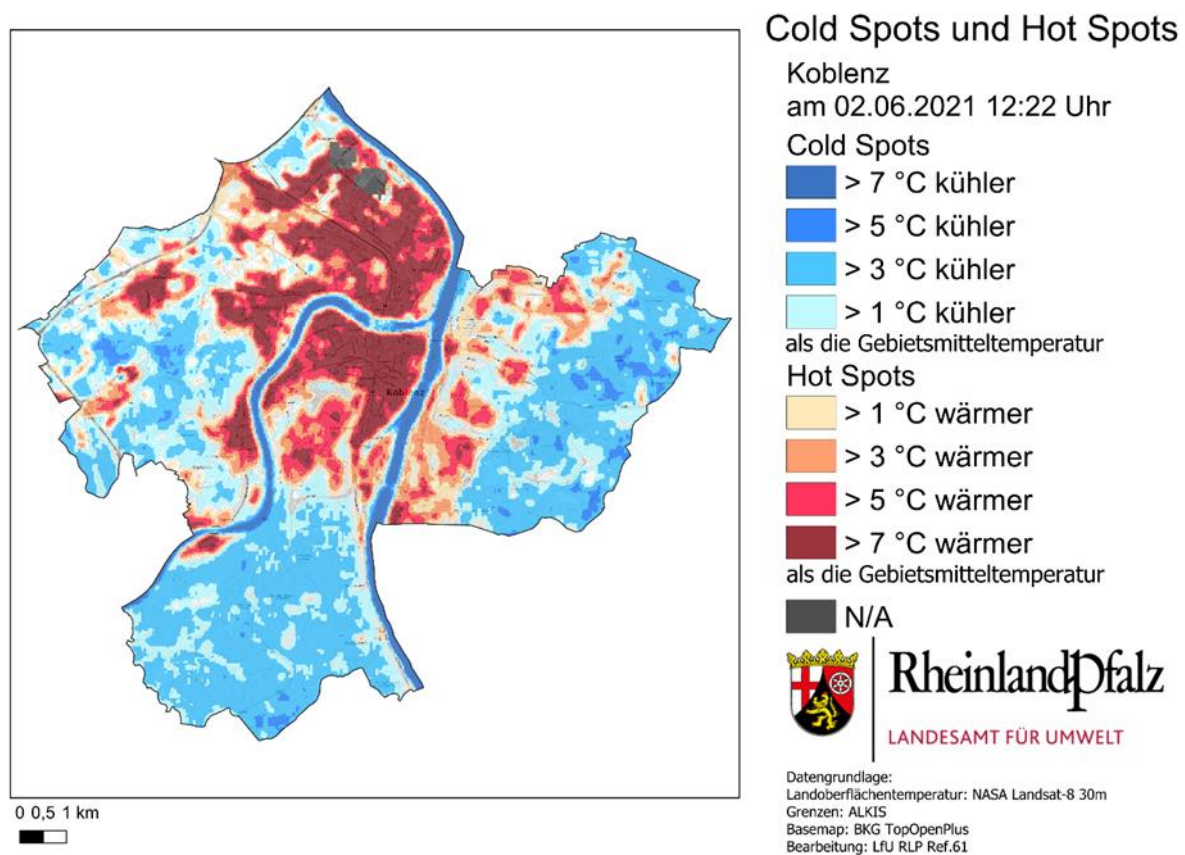 Cold Spots und Hot Spots
Koblenz
am 02.06.2021 12:22 Uhr
Cold Spots
> 7 °C kühler
> 5 °C kühler
> 3 °C kühler
> 1 °C kühler
als die Gebietsmitteltemperatur
Hot Spots
> 1 °C wärmer
> 3 °C wärmer
> 5 °C wärmer
> 7 °C wärmer
als die Gebietsmitteltemperatur
N/A
RheinlandPfalz
LANDESAMT FÜR UMWELT
Datengrundlage:
Landoberflächentemperatur: NASA Landsat-8 30m
Grenzen: ALKIS
Basemap: BKG TopOpenPlus
Bearbeitung: LfU RLP Ref.61
Koblenz
0 0,5 1 km